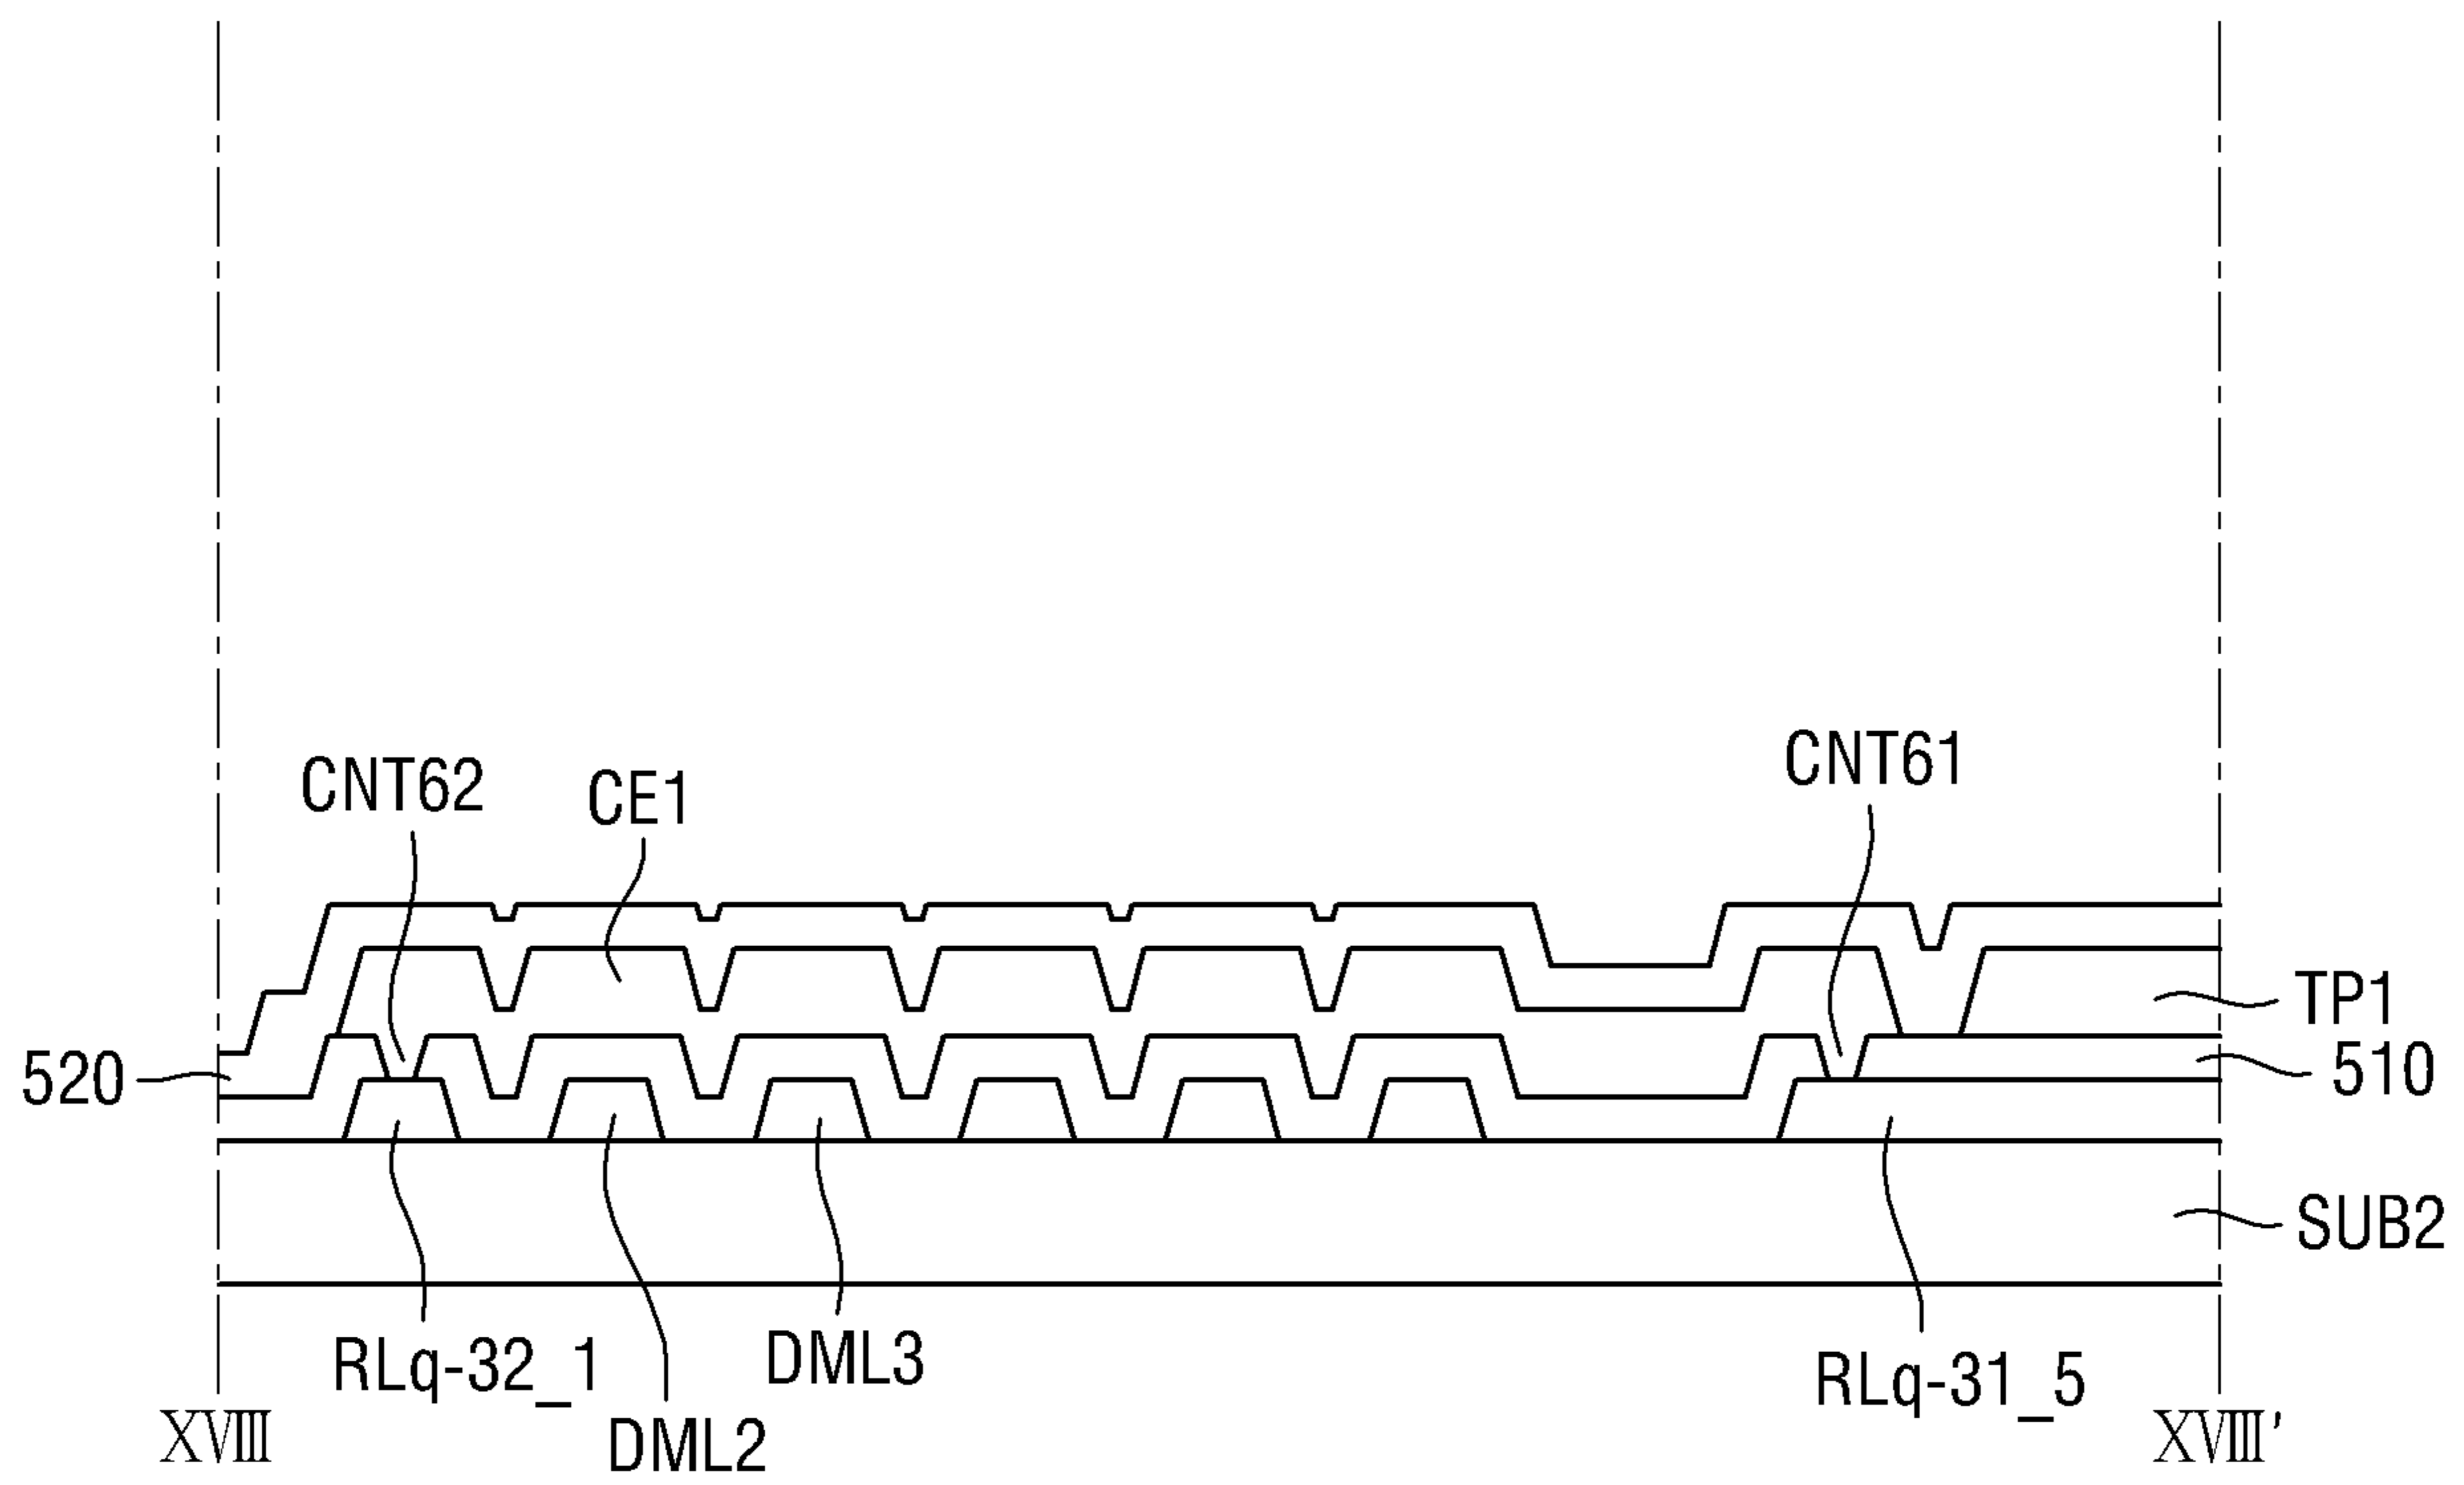 CNT61
CNT62
CE1
TP1
510
520
SUB2
RLq-32_1
DML3
RLq-31_5
DML2
XVIII
XVIII'